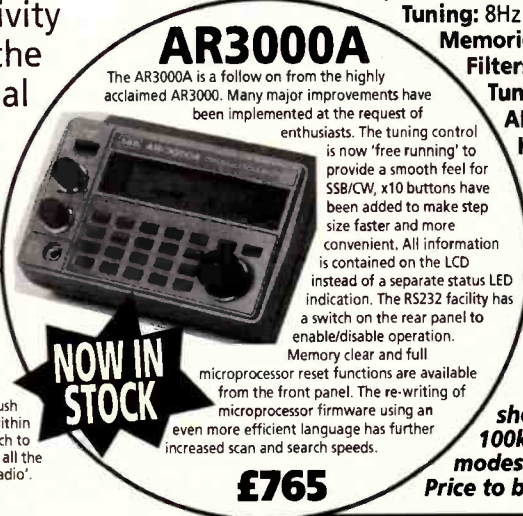 ivity
the
al
AR3000A
The AR3000A is a follow on from the highly
acclaimed AR3000. Many major improvements have
been implemented at the request of
enthusiasts. The tuning control
is now 'free running' to
provide a smooth feel for
SSB/CW, x10 buttons have
been added to make step
size faster and more
convenient. All information
is contained on the LCD
instead of a separate status LED
indication. The RS232 facility has
a switch on the rear panel to
enable/disable operation.
Memory clear and full
microprocessor reset functions are available
from the front panel. The re-writing of
microprocessor firmware using an
even more efficient language has further
increased scan and search speeds.
£765
NOW IN
STOCK
ush
ithin
ch to
all the
adio'.
Tuning: 8Hz
Memorie
Filter
Tun
sho
100k
modes
Price to b